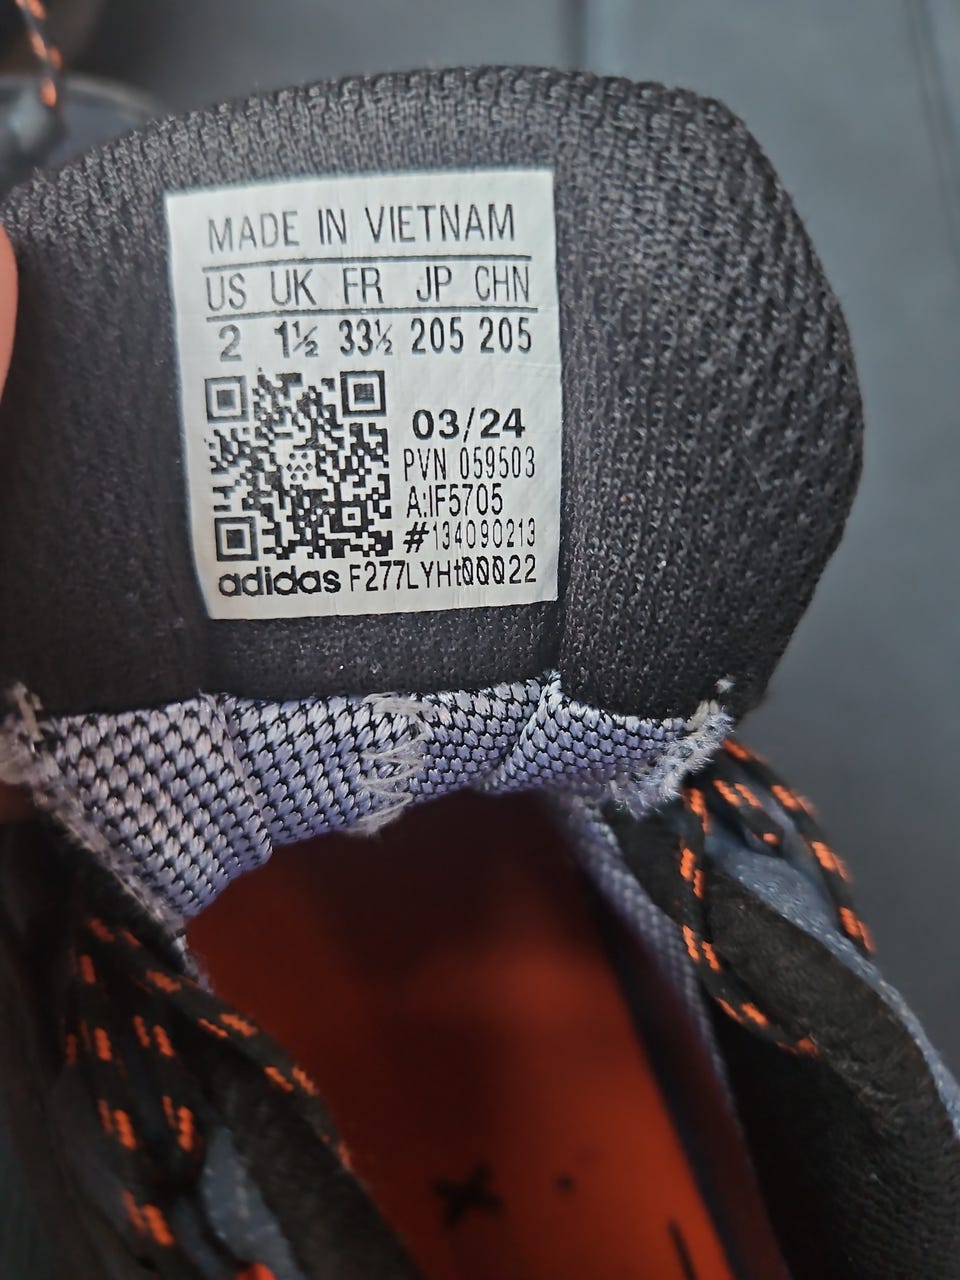 MADE IN VIETNAM
US UK FR JP CHN
2 1½ 33½ 205 205
03/24
PVN 059503
A:IF5705
#134090213
adidas F277LYHt00022